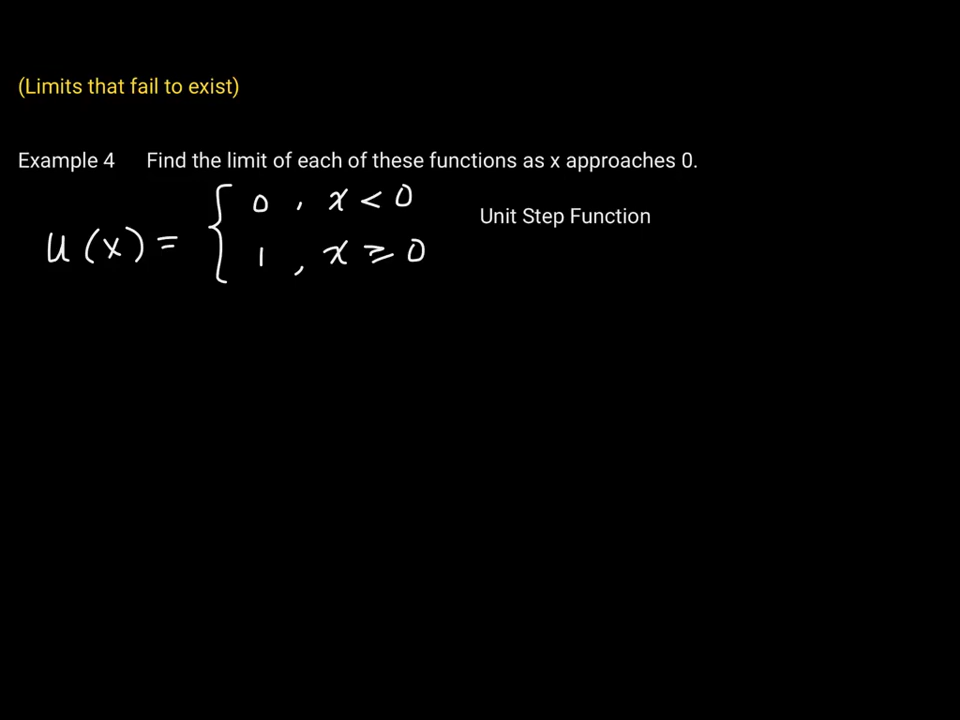 (Limits that fail to exist)
Example 4 Find the limit of each of these functions as x approaches 0.
u(x) = { 0 , x < 0
1 , x ≥ 0
Unit Step Function